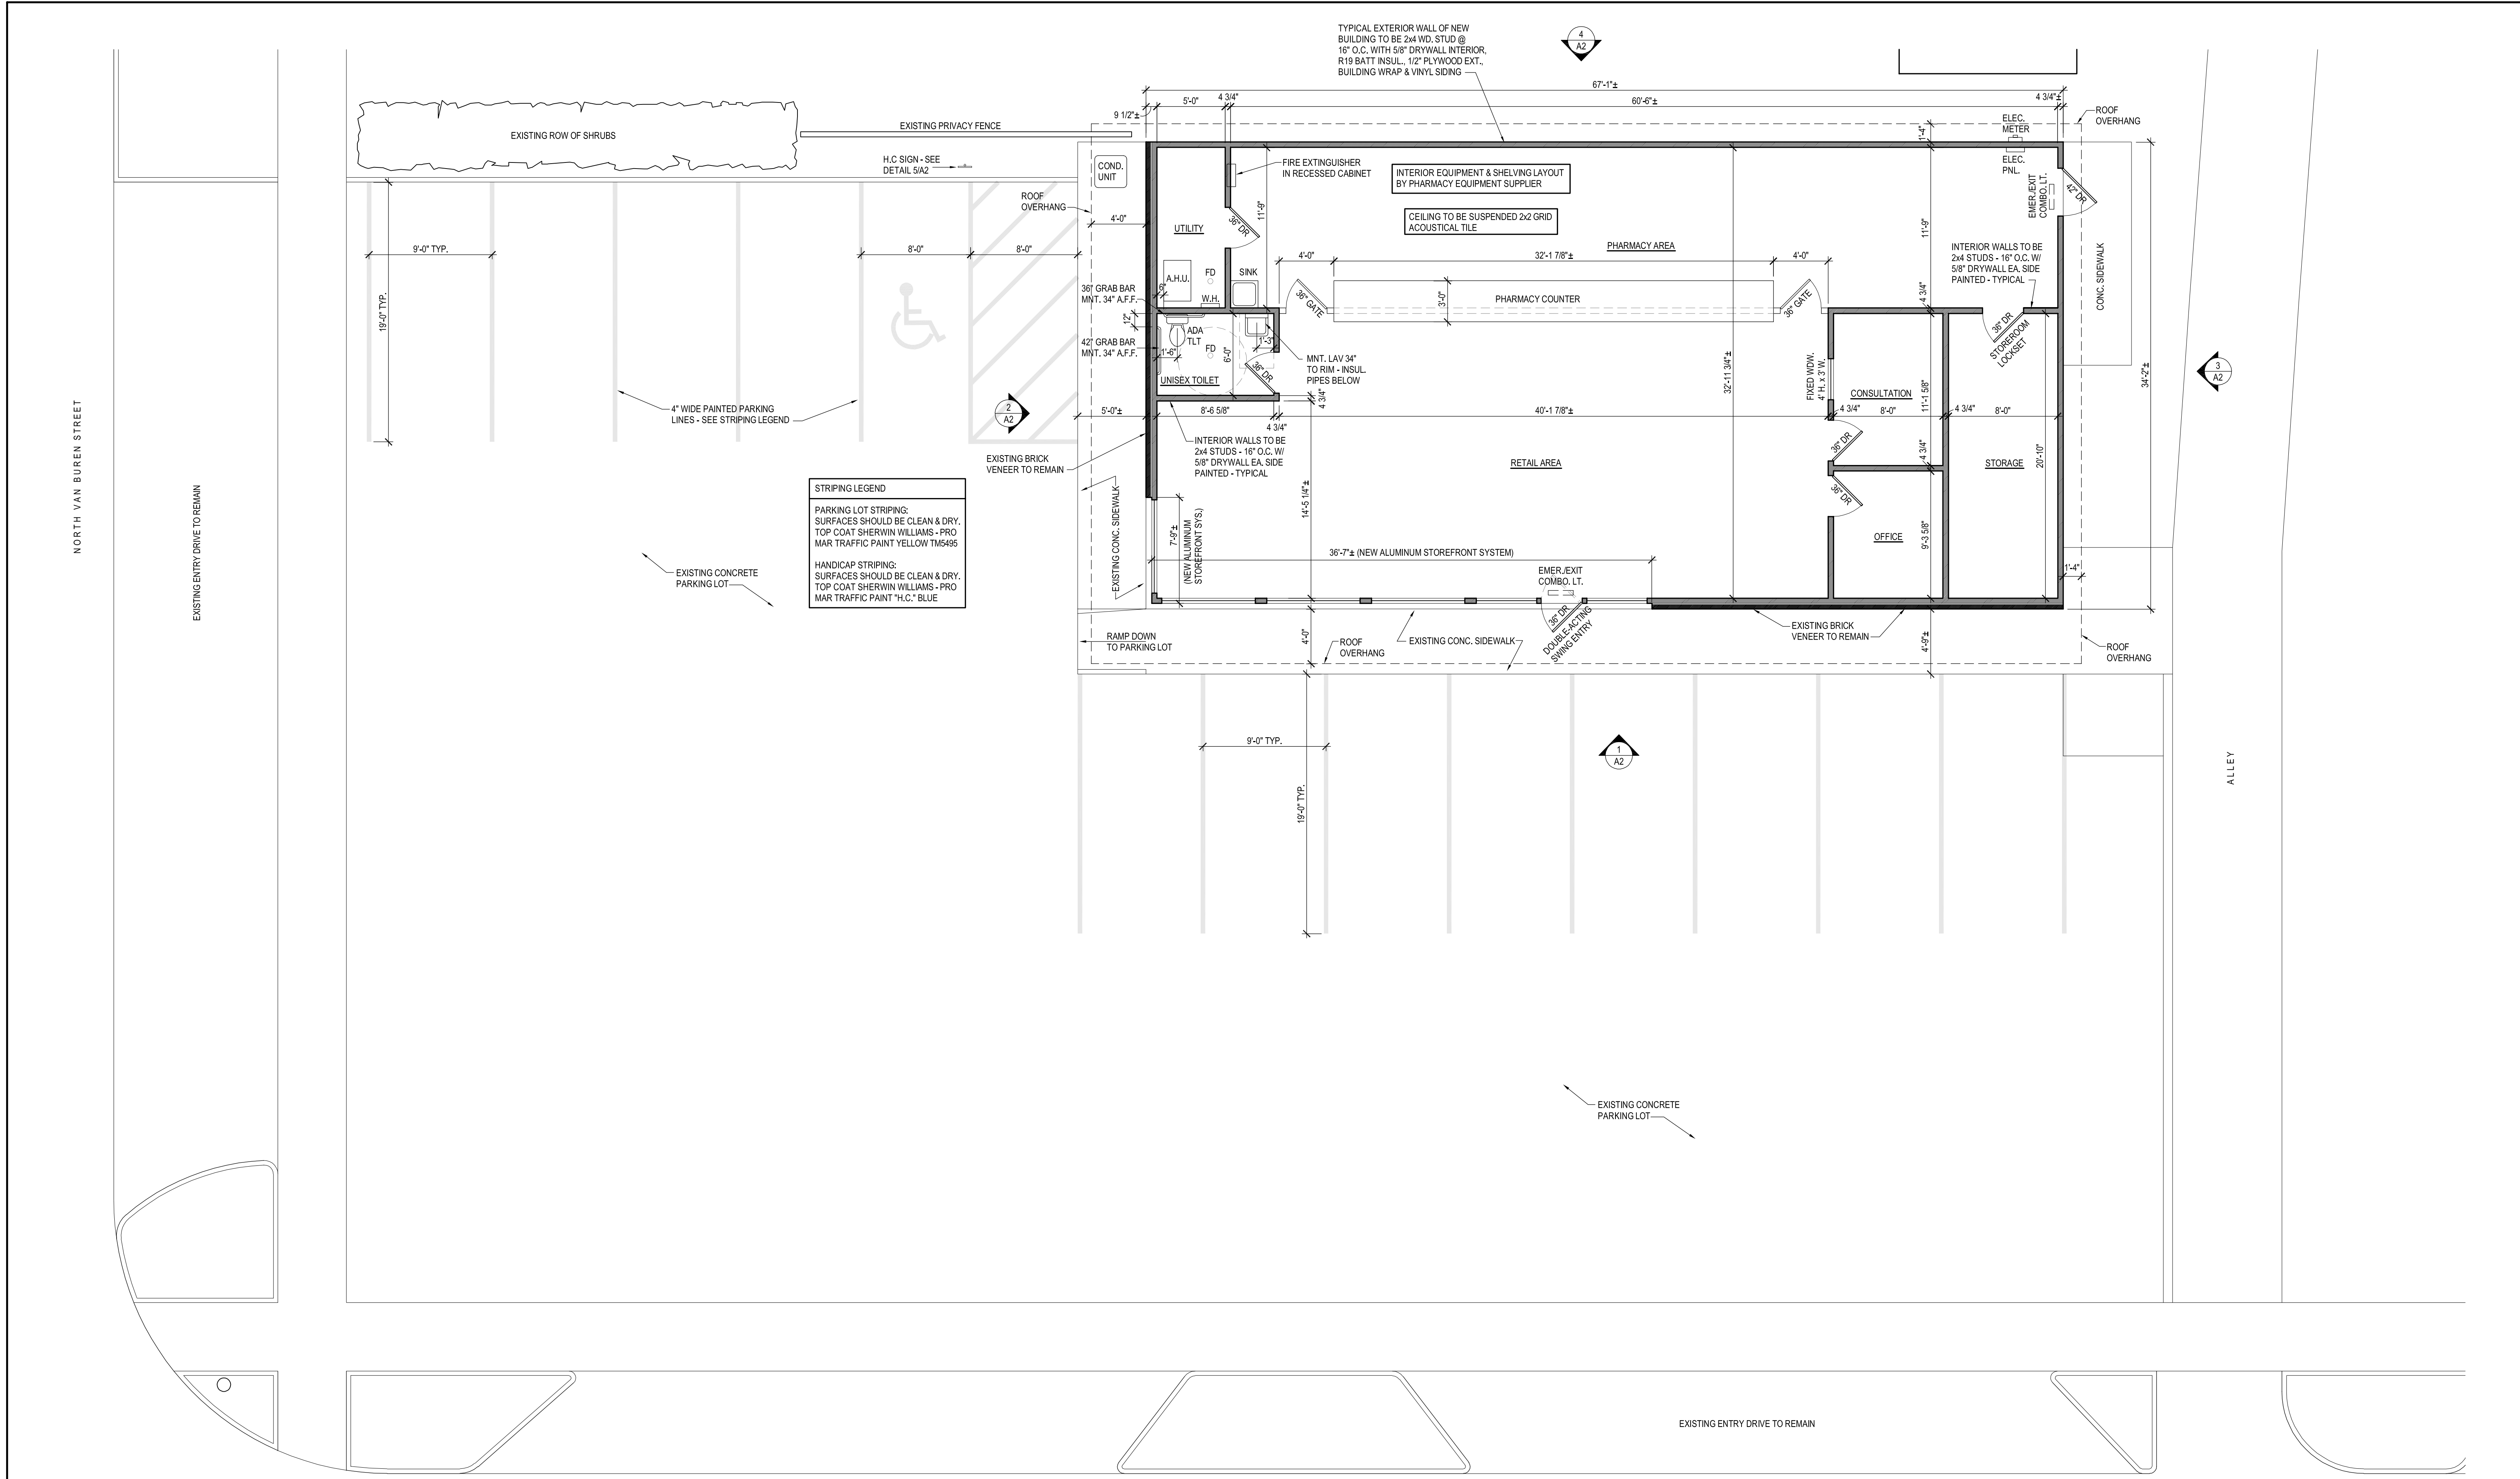 TYPICAL EXTERIOR WALL OF NEW
BUILDING TO BE 2x4 WD. STUD @
16" O.C. WITH 5/8" DRYWALL INTERIOR,
R19 BATT INSUL., 1/2" PLYWOOD EXT.,
BUILDING WRAP & VINYL SIDING
4
A2
67'-1"±
5'-0"
4 3/4"
60'-6"±
4 3/4"±
9 1/2"±
ROOF
OVERHANG
EXISTING ROW OF SHRUBS
EXISTING PRIVACY FENCE
H.C SIGN - SEE
DETAIL 5/A2
COND.
UNIT
FIRE EXTINGUISHER
IN RECESSED CABINET
INTERIOR EQUIPMENT & SHELVING LAYOUT
BY PHARMACY EQUIPMENT SUPPLIER
CEILING TO BE SUSPENDED 2x2 GRID
ACOUSTICAL TILE
1'-4"
ELEC.
METER
ELEC.
PNL.
EMER./EXIT
COMBO. LT.
42" DR
ROOF
OVERHANG
4'-0"
UTILITY
36" DR
11'-9"
PHARMACY AREA
11'-9"
INTERIOR WALLS TO BE
2x4 STUDS - 16" O.C. W/
5/8" DRYWALL EA. SIDE
PAINTED - TYPICAL
CONC. SIDEWALK
9'-0" TYP.
8'-0"
8'-0"
19'-0" TYP.
4'-0"
32'-1 7/8"±
4'-0"
A.H.U.
FD
SINK
6"
W.H.
36" GRAB BAR
MNT. 34" A.F.F.
12"
36" GATE
3'-0"
PHARMACY COUNTER
36" GATE
4 3/4"
ADA
TLT
FD
42" GRAB BAR
MNT. 34" A.F.F.
1'-6"
6'-0"
1'-3"
36" DR
MNT. LAV 34"
TO RIM - INSUL.
PIPES BELOW
UNISEX TOILET
4 3/4"
32'-11 3/4"±
FIXED WDW.
4' H. x 3' W.
36" DR
STOREROOM
LOCKSET
CONSULTATION
11'-1 5/8"
34'-2"±
3
A2
4" WIDE PAINTED PARKING
LINES - SEE STRIPING LEGEND
2
A2
5'-0"±
8'-6 5/8"
4 3/4"
40'-1 7/8"±
4 3/4"
8'-0"
4 3/4"
8'-0"
INTERIOR WALLS TO BE
2x4 STUDS - 16" O.C. W/
5/8" DRYWALL EA. SIDE
PAINTED - TYPICAL
EXISTING BRICK
VENEER TO REMAIN
RETAIL AREA
36" DR
4 3/4"
STORAGE
20'-10"
NORTH VAN BUREN STREET
EXISTING ENTRY DRIVE TO REMAIN
STRIPING LEGEND
PARKING LOT STRIPING:
SURFACES SHOULD BE CLEAN & DRY.
TOP COAT SHERWIN WILLIAMS - PRO
MAR TRAFFIC PAINT YELLOW TM5495
HANDICAP STRIPING:
SURFACES SHOULD BE CLEAN & DRY.
TOP COAT SHERWIN WILLIAMS - PRO
MAR TRAFFIC PAINT "H.C." BLUE
EXISTING CONC. SIDEWALK
7'-9"±
(NEW ALUMINUM
STOREFRONT SYS.)
14'-5 1/4"±
36" DR
OFFICE
9'-3 5/8"
36'-7"± (NEW ALUMINUM STOREFRONT SYSTEM)
EMER./EXIT
COMBO. LT.
1'-4"
EXISTING CONCRETE
PARKING LOT
RAMP DOWN
TO PARKING LOT
4'-0"
ROOF
OVERHANG
EXISTING CONC. SIDEWALK
36" DR
DOUBLE-ACTING
SWING ENTRY
EXISTING BRICK
VENEER TO REMAIN
4'-9"±
ROOF
OVERHANG
9'-0" TYP.
19'-0" TYP.
1
A2
ALLEY
EXISTING CONCRETE
PARKING LOT
EXISTING ENTRY DRIVE TO REMAIN